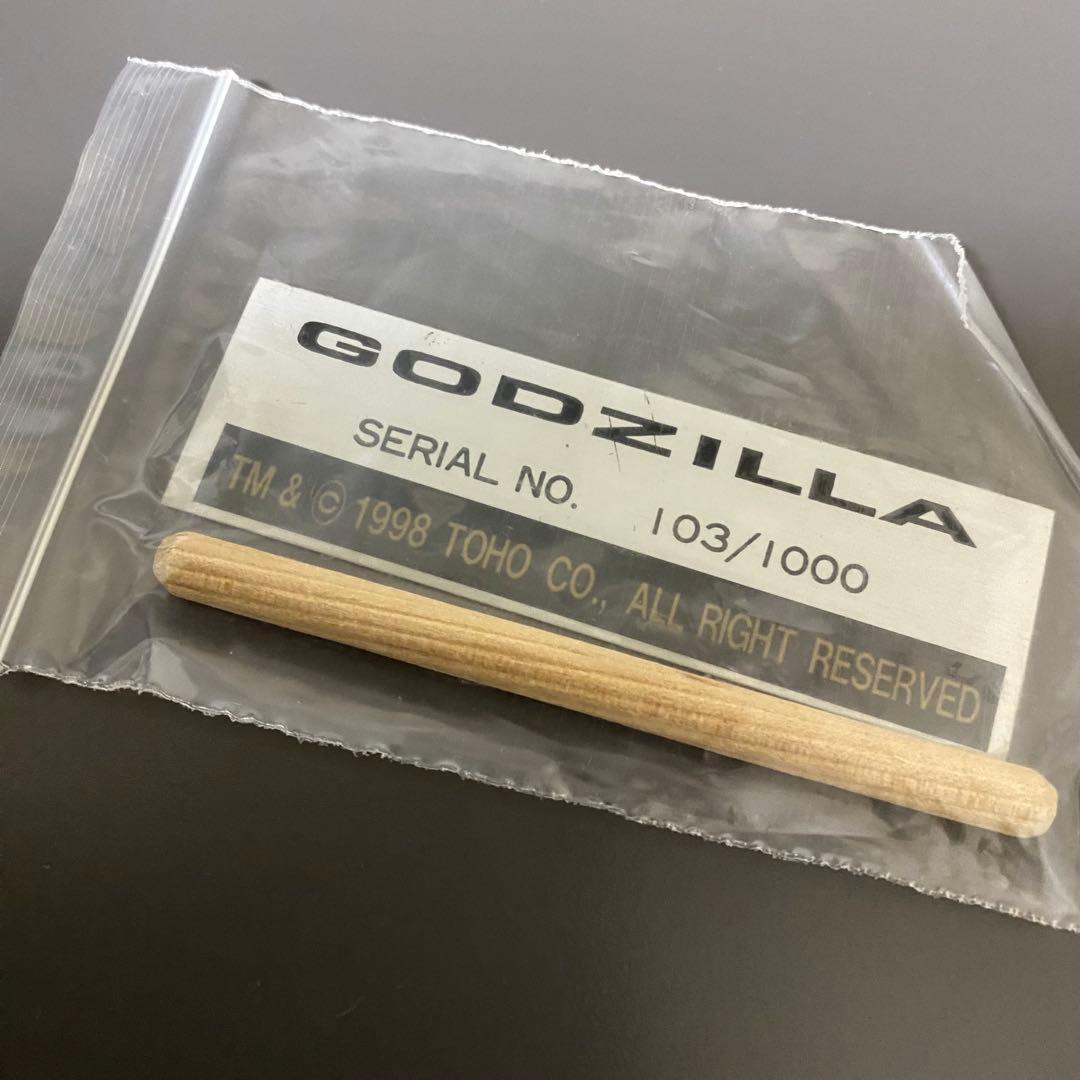 GODZILLA
SERIAL NO. 103/1000
TM & © 1998 TOHO CO., ALL RIGHT RESERVED